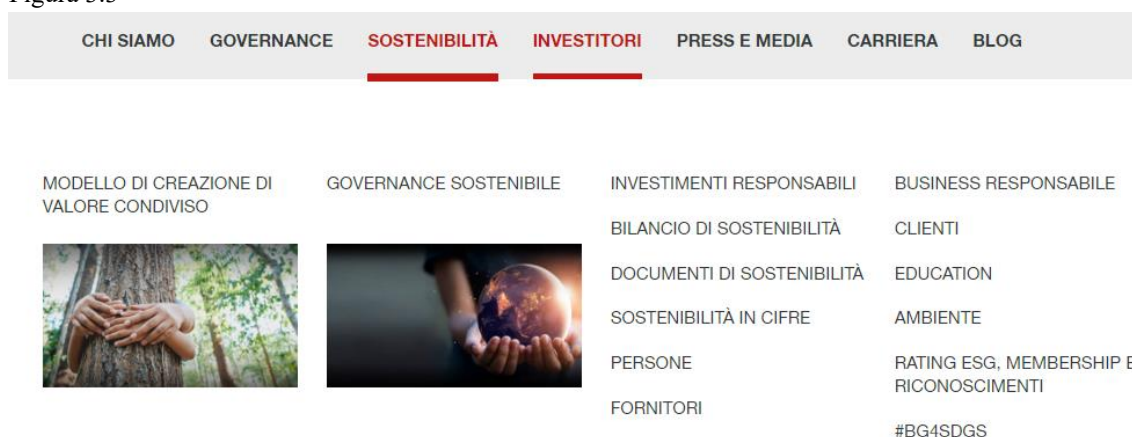 Figura 3.3
CHI SIAMO GOVERNANCE SOSTENIBILITÀ INVESTITORI PRESS E MEDIA CARRIERA BLOG
MODELLO DI CREAZIONE DI
VALORE CONDIVISO
GOVERNANCE SOSTENIBILE
INVESTIMENTI RESPONSABILI
BILANCIO DI SOSTENIBILITÀ
DOCUMENTI DI SOSTENIBILITÀ
SOSTENIBILITÀ IN CIFRE
PERSONE
FORNITORI
BUSINESS RESPONSABILE
CLIENTI
EDUCATION
AMBIENTE
RATING ESG, MEMBERSHIP E
RICONOSCIMENTI
#BG4SDGS